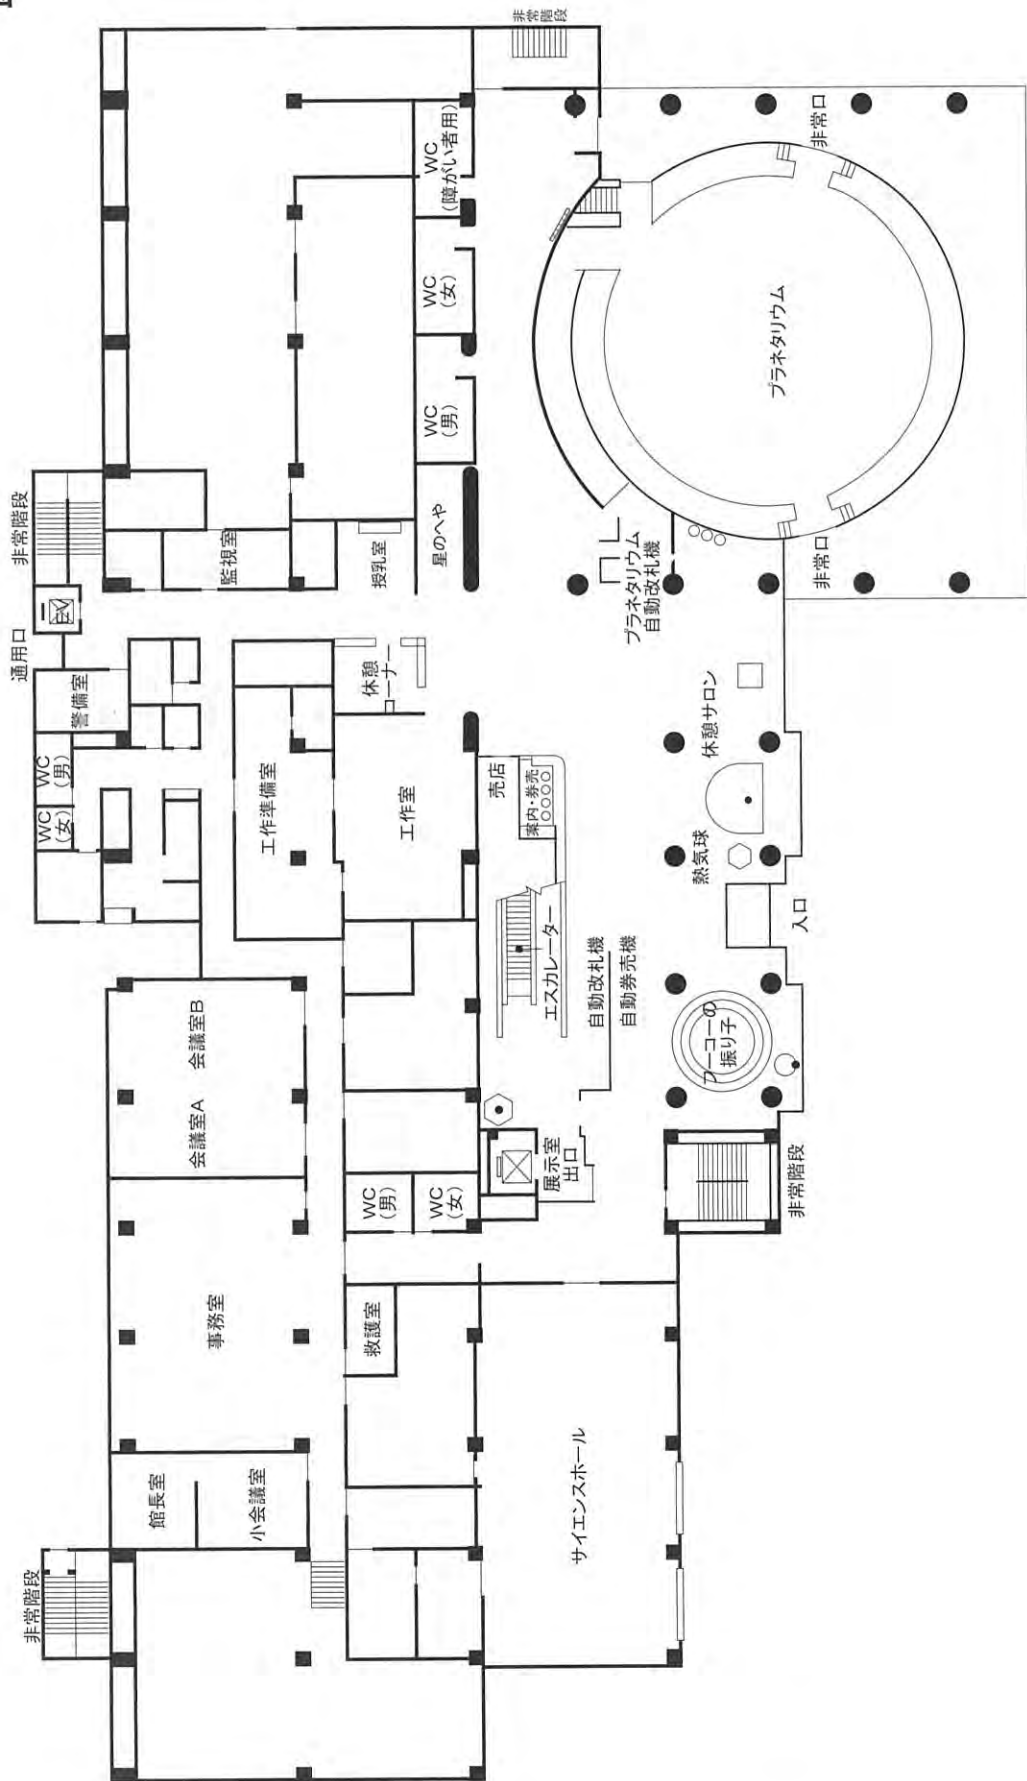 非常階段
館長室
小会議室
事務室
会議室A
会議室B
救護室
WC
(男)
WC
(女)
サイエンスホール
展示室
出口
非常階段
エスカレーター
自動改札機
自動券売機
フーコーの
振り子
入口
熱気球
休憩サロン
売店
案内・券売
工作準備室
工作室
休憩
コーナー
WC
(女)
WC
(男)
警備室
通用口
EV
非常階段
監視室
授乳室
星のへや
WC
(男)
WC
(女)
WC
(障がい者用)
非常階段
プラネタリウム
自動改札機
プラネタリウム
非常口
非常口